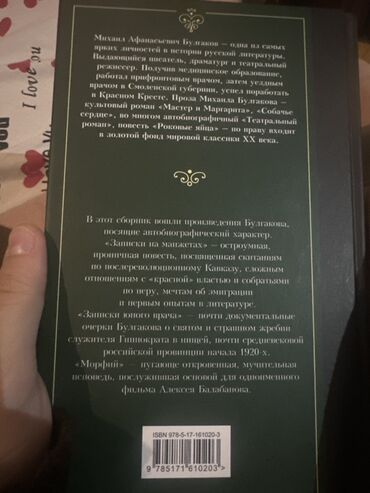 Михаил Афанасьевич Булгаков – одна из самых
ярких личностей в истории русской литературы.
Выдающийся писатель, драматург и театральный
режиссер. Получив медицинское образование,
работал прифронтовым врачом, затем уездным
врачом в Смоленской губернии, успел поработать
в Красном Кресте. Проза Михаила Булгакова –
культовый роман «Мастер и Маргарита», «Собачье
сердце», во многом автобиографичный «Театральный
роман», повесть «Роковые яйца» – по праву входит
в золотой фонд мировой классики XX века.
В этот сборник вошли произведения Булгакова,
носящие автобиографический характер.
«Записки на манжетах» – остроумная,
ироничная повесть, посвященная скитаниям
по послереволюционному Кавказу, сложным
отношениям с «красной» властью и собратьями
по перу, мечтам об эмиграции
и первым опытам в литературе.
«Записки юного врача» – почти документальные
очерки Булгакова о святом и страшном жребии
служителя Гиппократа в нищей, почти средневековой
российской провинции начала 1920-х.
«Морфий» – пугающе откровенная, мучительная
исповедь, послужившая основой для одноименного
фильма Алексея Балабанова.
ISBN 978-5-17-161020-3
9 785171 610203 >
I love you